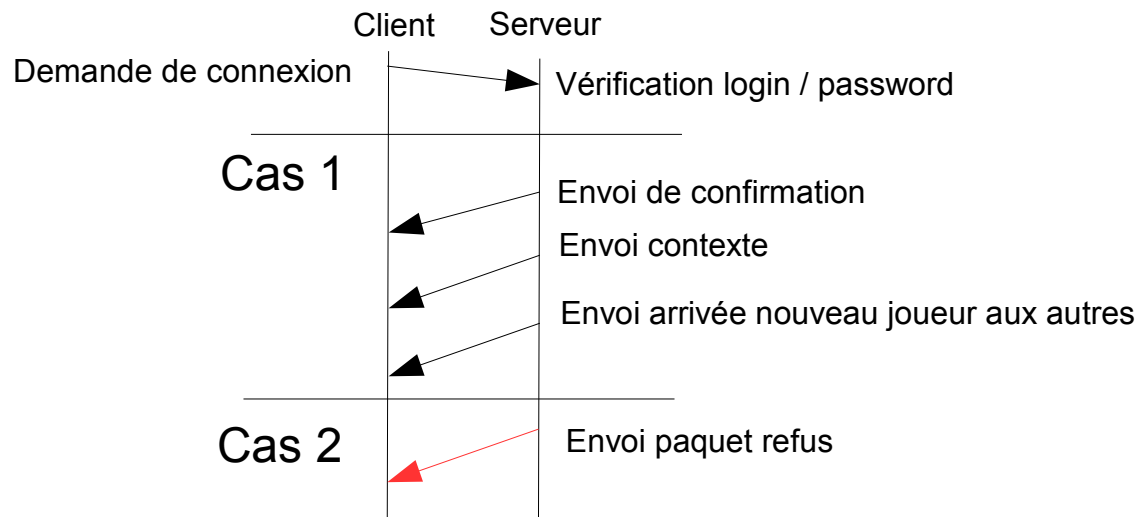 Client Serveur
Demande de connexion
Vérification login / password
Cas 1
Envoi de confirmation
Envoi contexte
Envoi arrivée nouveau joueur aux autres
Cas 2
Envoi paquet refus